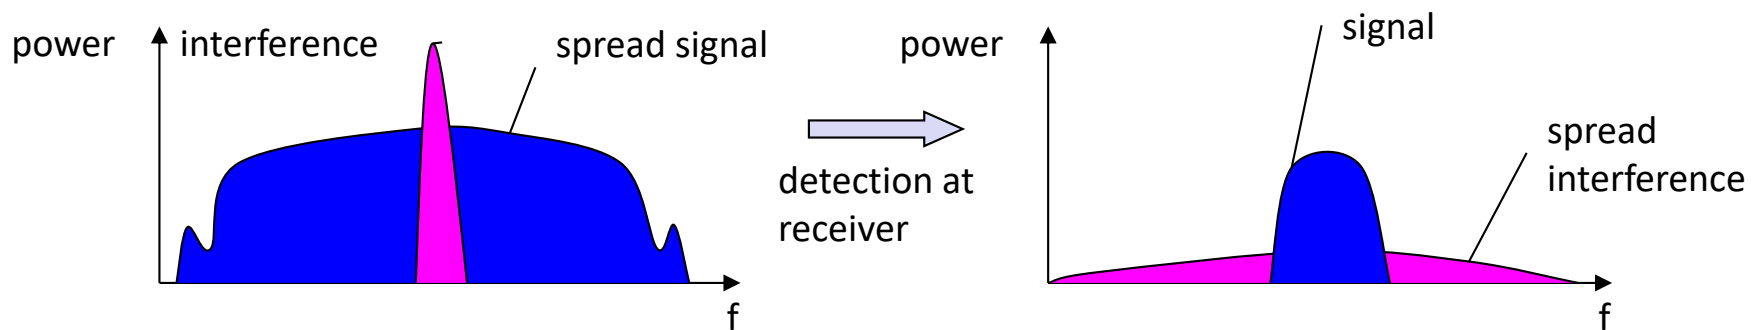 power
interference
spread signal
f
detection at
receiver
power
signal
spread
interference
f